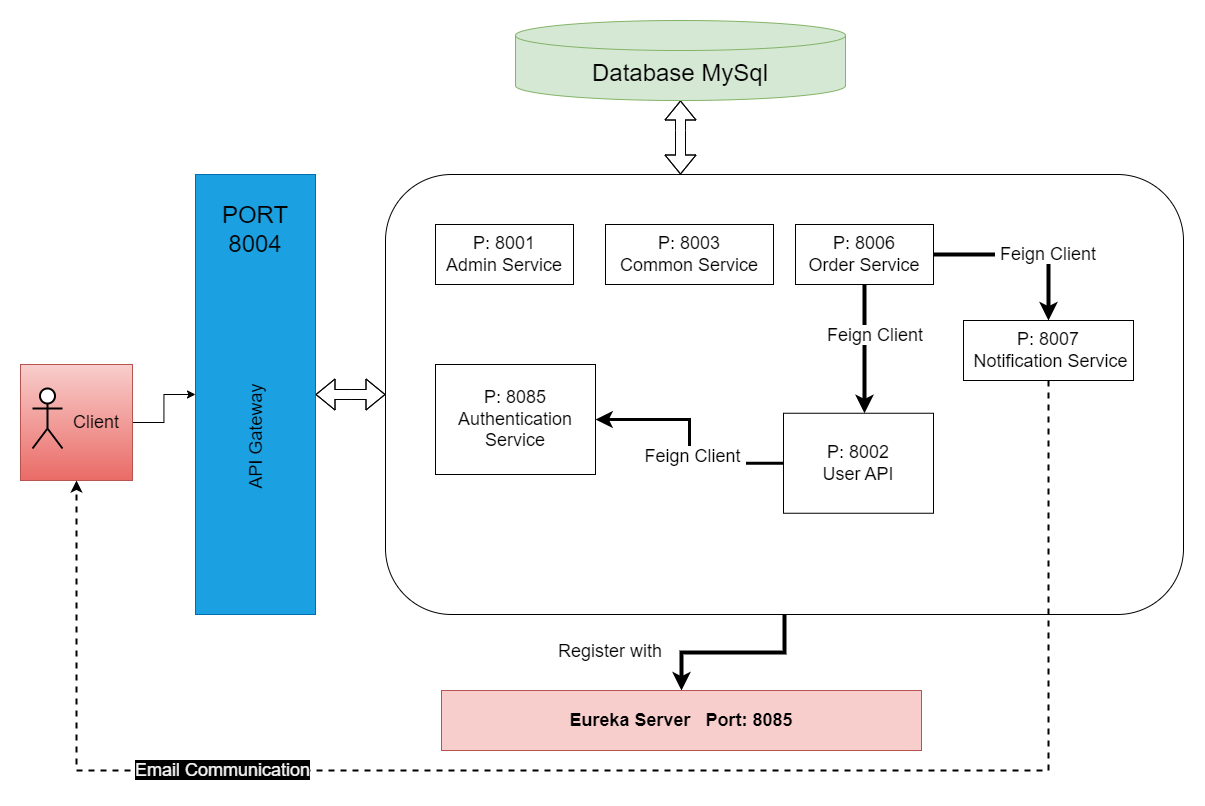 Database MySql
PORT
8004
API Gateway
Client
P: 8001
Admin Service
P: 8003
Common Service
P: 8006
Order Service
Feign Client
P: 8007
Notification Service
Feign Client
P: 8085
Authentication
Service
Feign Client
P: 8002
User API
Register with
Eureka Server Port: 8085
Email Communication